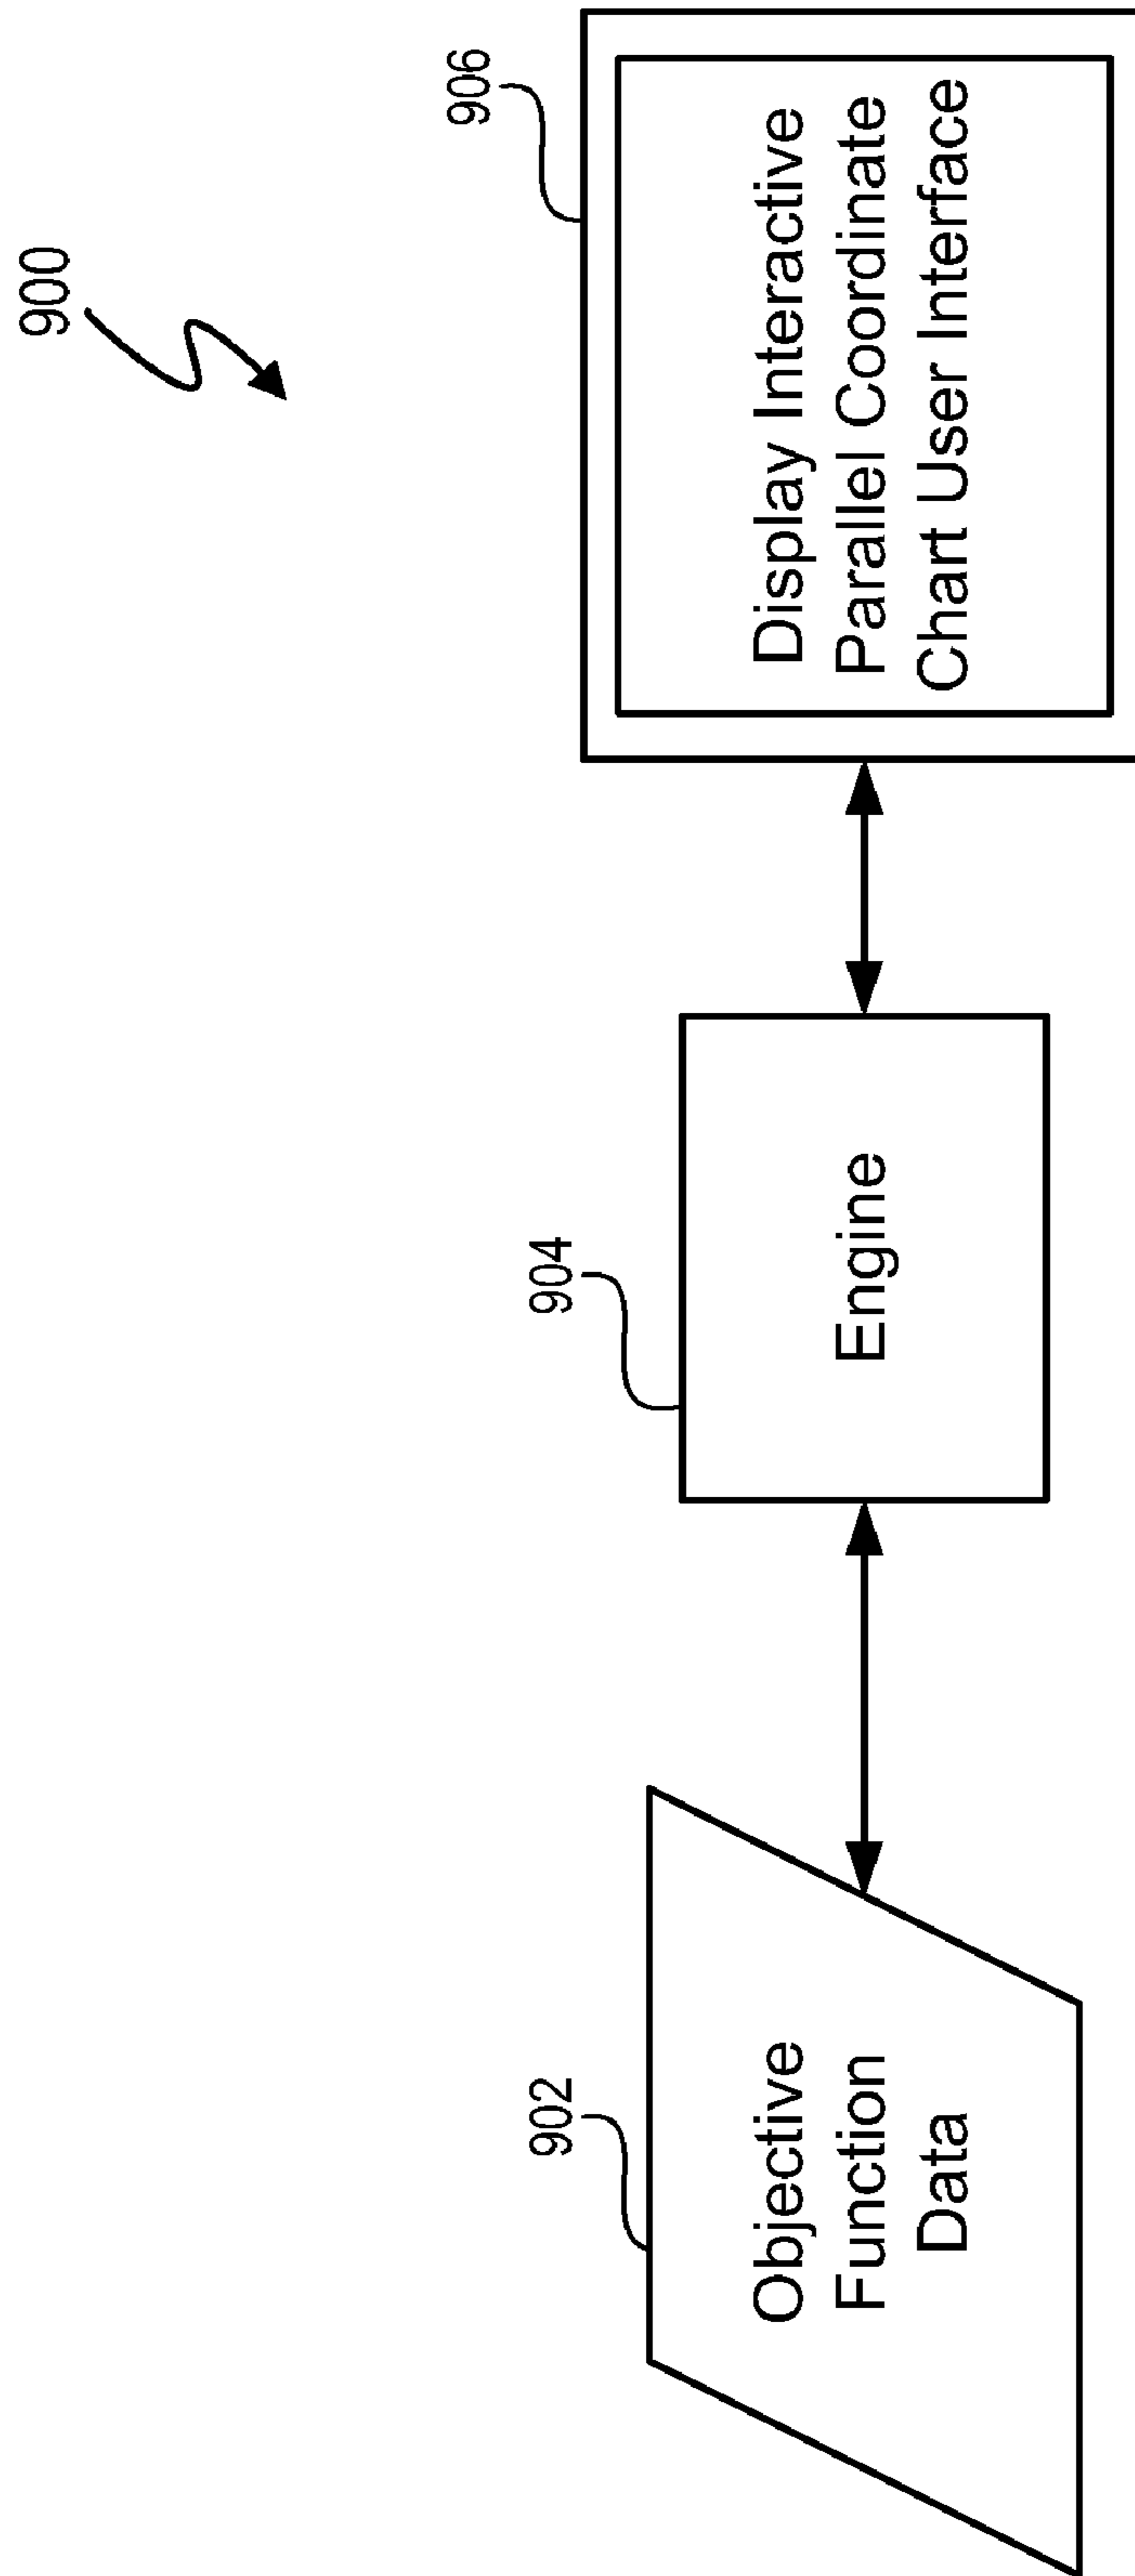 900
902
Objective
Function
Data
904
Engine
906
Display Interactive
Parallel Coordinate
Chart User Interface